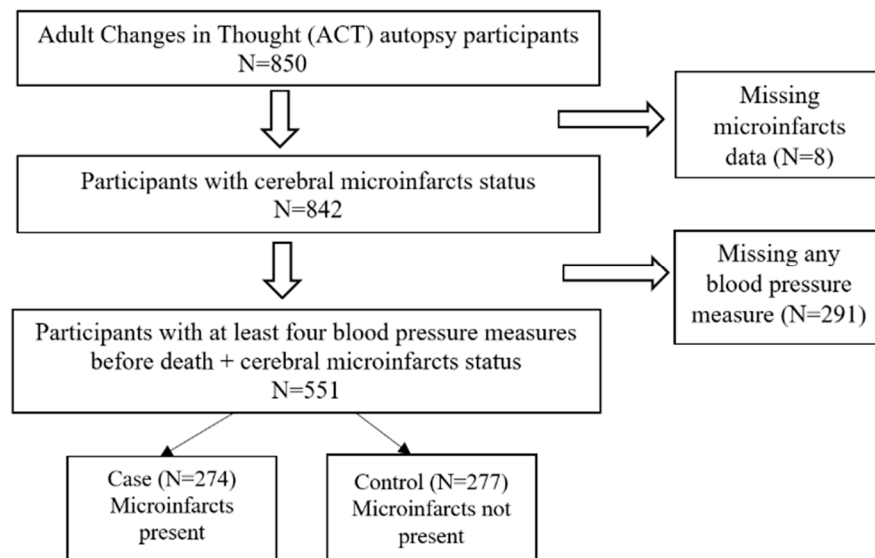 Adult Changes in Thought (ACT) autopsy participants
N=850
Missing
microinfarcts
data (N=8)
Participants with cerebral microinfarcts status
N=842
Missing any
blood pressure
measure (N=291)
Participants with at least four blood pressure measures
before death + cerebral microinfarcts status
N=551
Case (N=274)
Microinfarcts
present
Control (N=277)
Microinfarcts not
present